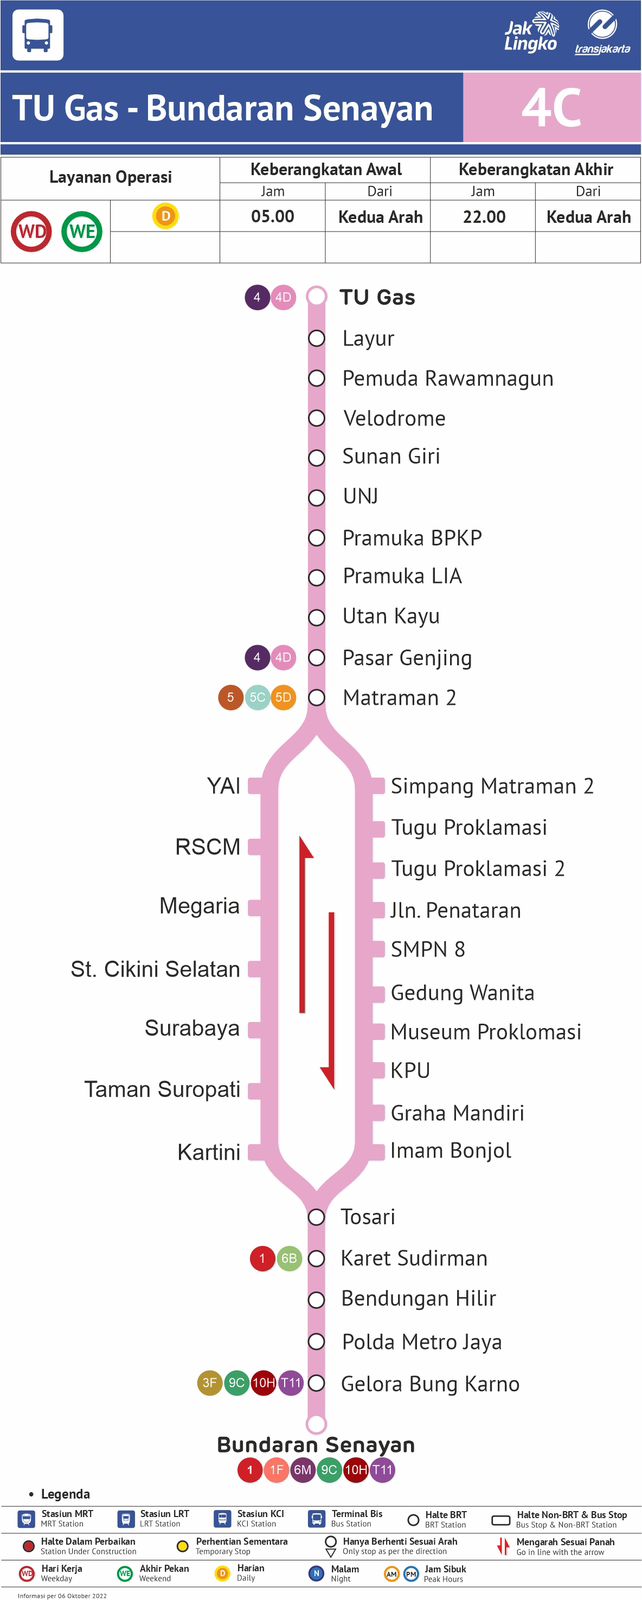 Jak
Lingko
transjakarta
TU Gas - Bundaran Senayan
4C
Layanan Operasi
Keberangkatan Awal
Keberangkatan Akhir
Jam
Dari
Jam
Dari
WD
WE
D
05.00
Kedua Arah
22.00
Kedua Arah
4 4D TU Gas
Layur
Pemuda Rawamnagun
Velodrome
Sunan Giri
UNJ
Pramuka BPKP
Pramuka LIA
Utan Kayu
4 4D Pasar Genjing
5 5C 5D Matraman 2
YAI
RSCM
Megaria
St. Cikini Selatan
Surabaya
Taman Suropati
Kartini
Simpang Matraman 2
Tugu Proklamasi
Tugu Proklamasi 2
Jln. Penataran
SMPN 8
Gedung Wanita
Museum Proklomasi
KPU
Graha Mandiri
Imam Bonjol
Tosari
1 6B Karet Sudirman
Bendungan Hilir
Polda Metro Jaya
3F 9C 10H T11 Gelora Bung Karno
Bundaran Senayan
1 1F 6M 9C 10H T11
• Legenda
Stasiun MRT
MRT Station
Stasiun LRT
LRT Station
Stasiun KCI
KCI Station
Terminal Bis
Bus Station
Halte BRT
BRT Station
Halte Non-BRT & Bus Stop
Bus Stop & Non-BRT Station
Halte Dalam Perbaikan
Station Under Construction
Perhentian Sementara
Temporary Stop
Hanya Berhenti Sesuai Arah
Only stop as per the direction
Mengarah Sesuai Panah
Go in line with the arrow
WD
Hari Kerja
Weekday
WE
Akhir Pekan
Weekend
D
Harian
Daily
N
Malam
Night
AM PM
Jam Sibuk
Peak Hours
Informasi per 06 Oktober 2022